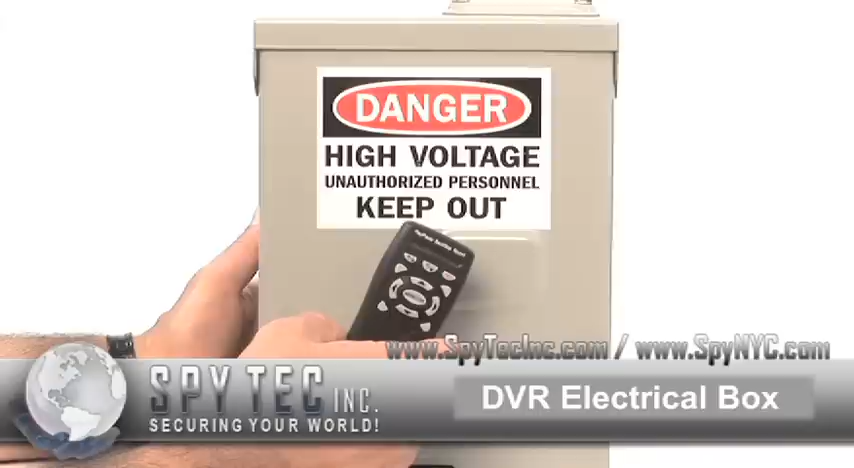 DANGER
HIGH VOLTAGE
UNAUTHORIZED PERSONNEL
KEEP OUT
www.SpyTecInc.com / www.SpyNYC.com
SPY TEC INC.
SECURING YOUR WORLD!
DVR Electrical Box